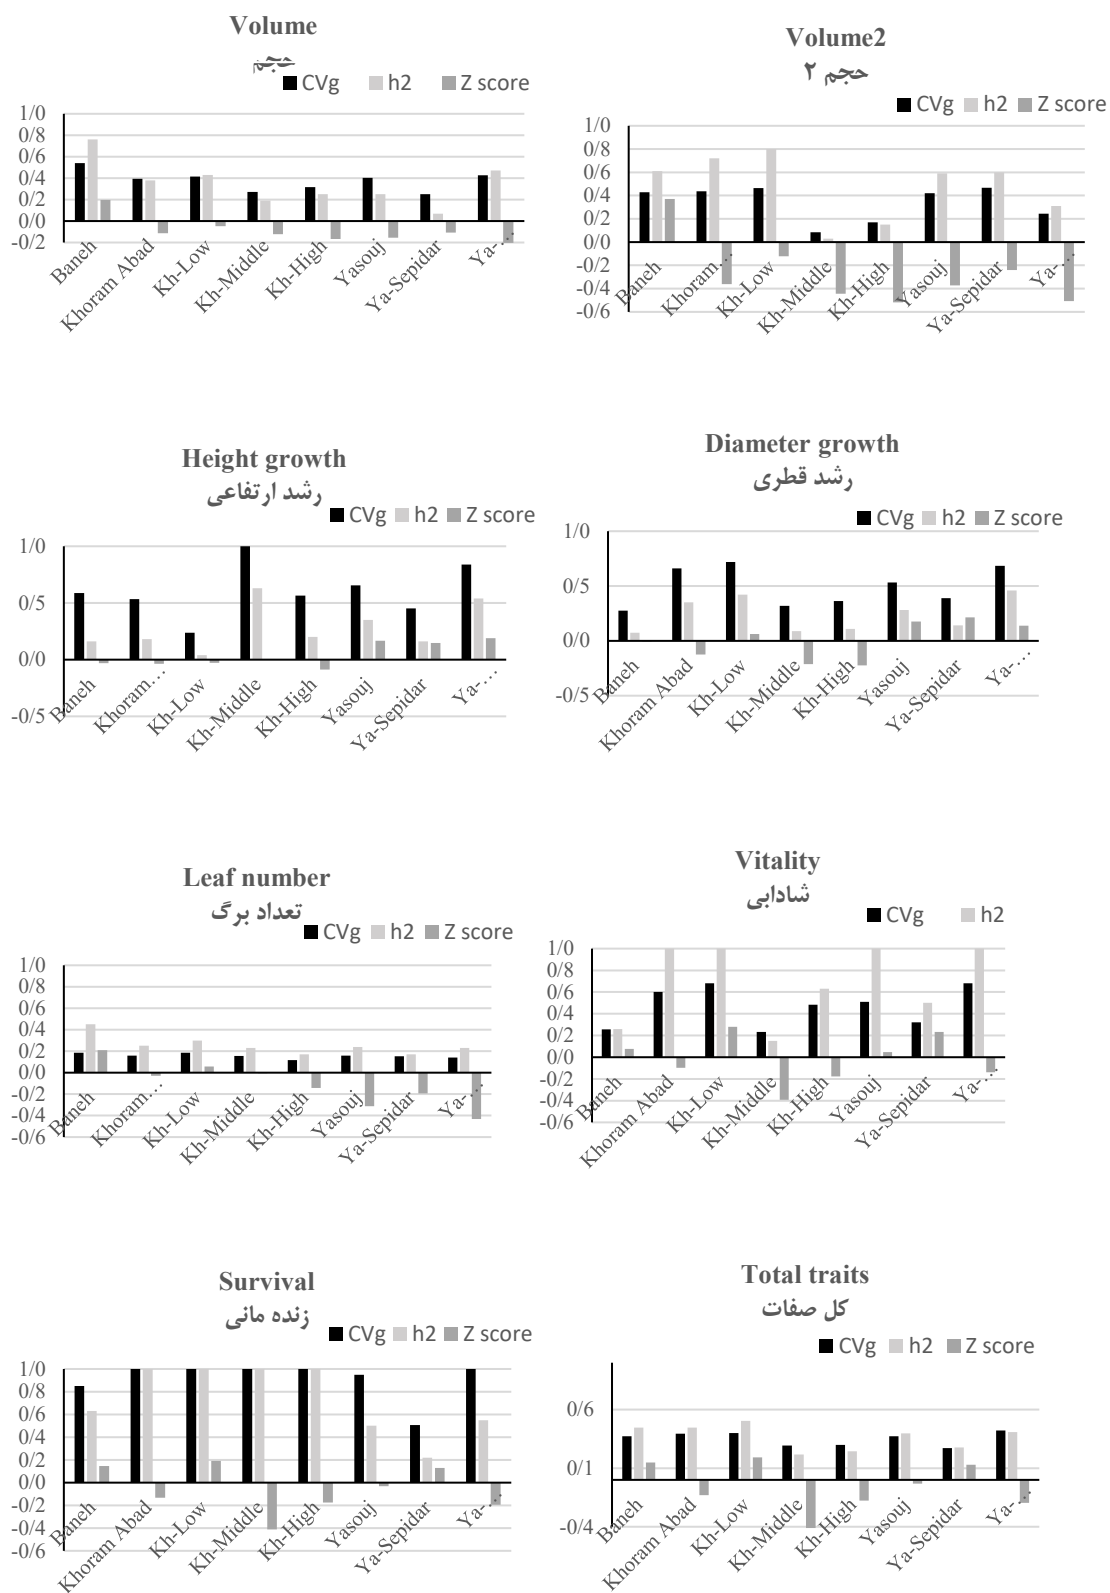 Volume
حجم
CVg h2 Z score
1/0
0/8
0/6
0/4
0/2
0/0
-0/2
Baneh
Khoram Abad
Kh-Low
Kh-Middle
Kh-High
Yasouj
Ya-Sepidar
Ya-…
Volume2
حجم ۲
CVg h2 Z score
1/0
0/8
0/6
0/4
0/2
0/0
-0/2
-0/4
-0/6
Baneh
Khoram…
Kh-Low
Kh-Middle
Kh-High
Yasouj
Ya-Sepidar
Ya-…
Height growth
رشد ارتفاعی
CVg h2 Z score
1/0
0/5
0/0
-0/5
Baneh
Khoram…
Kh-Low
Kh-Middle
Kh-High
Yasouj
Ya-Sepidar
Ya-…
Diameter growth
رشد قطری
CVg h2 Z score
1/0
0/5
0/0
-0/5
Baneh
Khoram Abad
Kh-Low
Kh-Middle
Kh-High
Yasouj
Ya-Sepidar
Ya-…
Leaf number
تعداد برگ
CVg h2 Z score
1/0
0/8
0/6
0/4
0/2
0/0
-0/2
-0/4
-0/6
Baneh
Khoram…
Kh-Low
Kh-Middle
Kh-High
Yasouj
Ya-Sepidar
Ya-…
Vitality
شادابی
CVg h2
1/0
0/8
0/6
0/4
0/2
0/0
-0/2
-0/4
-0/6
Baneh
Khoram Abad
Kh-Low
Kh-Middle
Kh-High
Yasouj
Ya-Sepidar
Ya-…
Survival
زنده مانی
CVg h2 Z score
1/0
0/8
0/6
0/4
0/2
0/0
-0/2
-0/4
-0/6
Baneh
Khoram Abad
Kh-Low
Kh-Middle
Kh-High
Yasouj
Ya-Sepidar
Ya-…
Total traits
کل صفات
CVg h2 Z score
0/6
0/1
-0/4
Baneh
Khoram Abad
Kh-Low
Kh-Middle
Kh-High
Yasouj
Ya-Sepidar
Ya-…